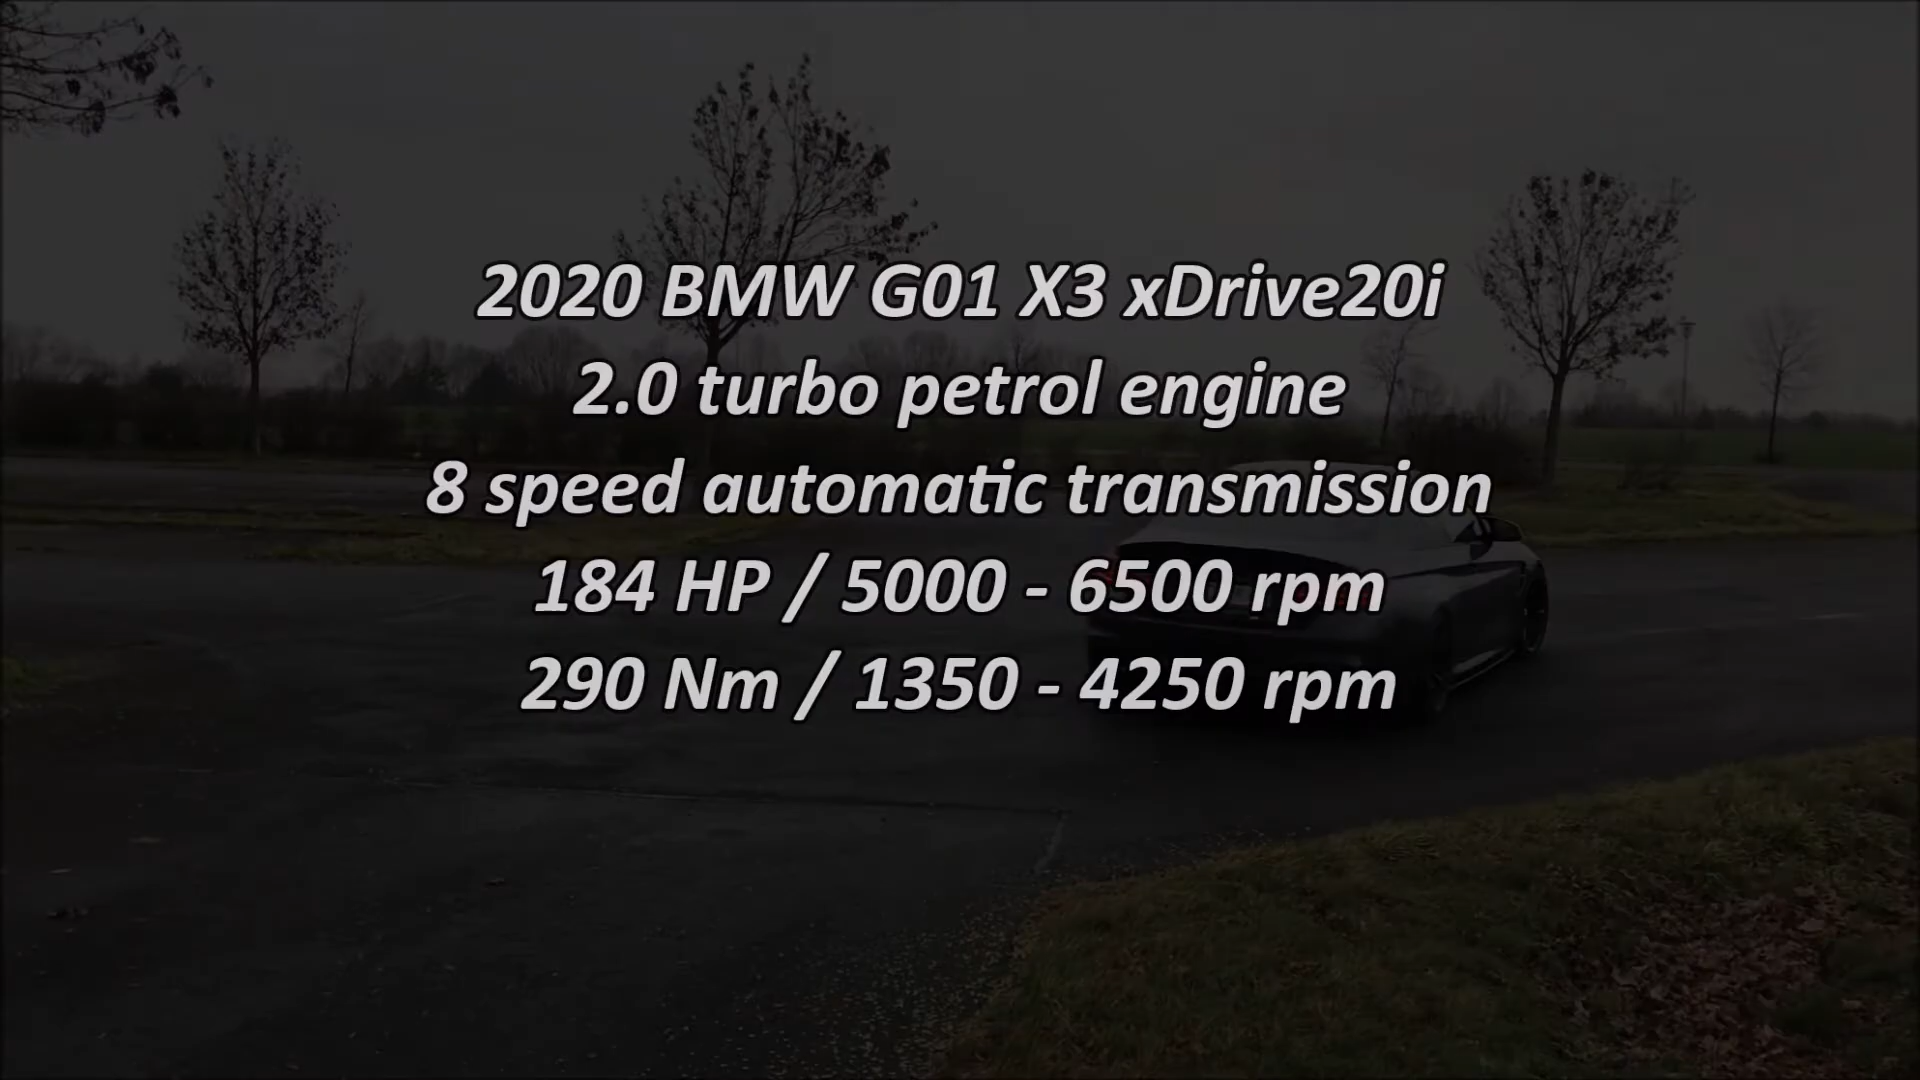 2020 BMW G01 X3 xDrive20i
2.0 turbo petrol engine
8 speed automatic transmission
184 HP / 5000 - 6500 rpm
290 Nm / 1350 - 4250 rpm